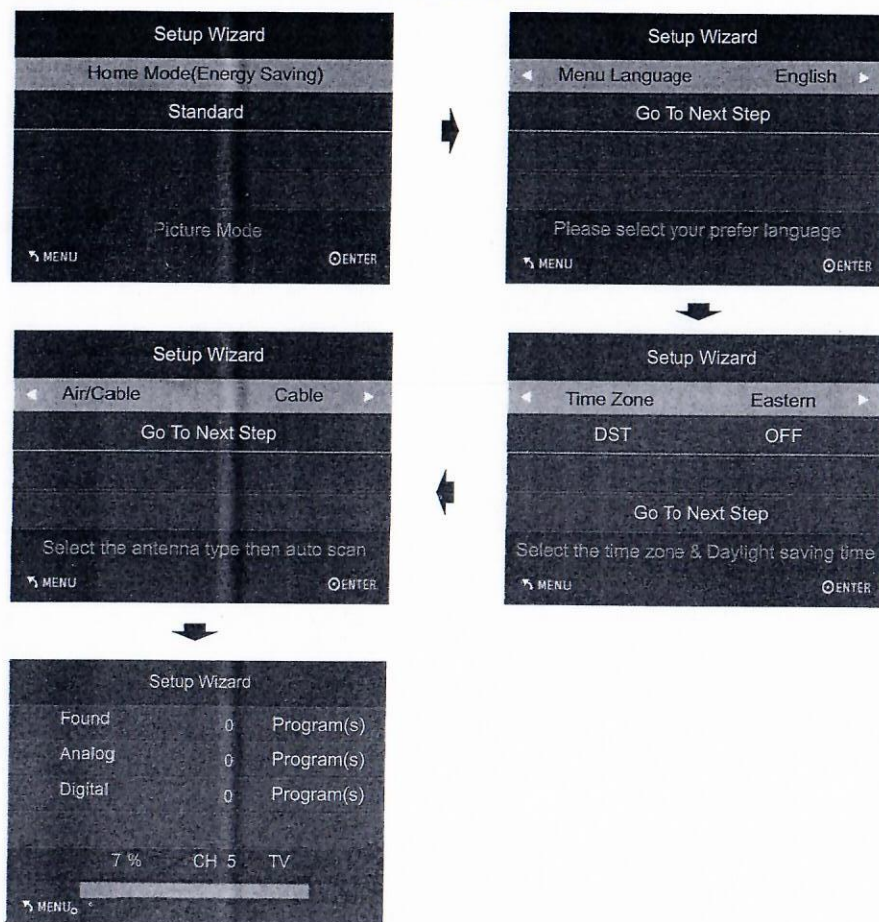 Setup Wizard
Home Mode(Energy Saving)
Standard
Picture Mode
MENU ENTER
Setup Wizard
Menu Language English
Go To Next Step
Please select your prefer language
MENU ENTER
Setup Wizard
Time Zone Eastern
DST OFF
Go To Next Step
Select the time zone & Daylight saving time
MENU ENTER
Setup Wizard
Air/Cable Cable
Go To Next Step
Select the antenna type then auto scan
MENU ENTER
Setup Wizard
Found 0 Program(s)
Analog 0 Program(s)
Digital 0 Program(s)
7 % CH 5 TV
MENU